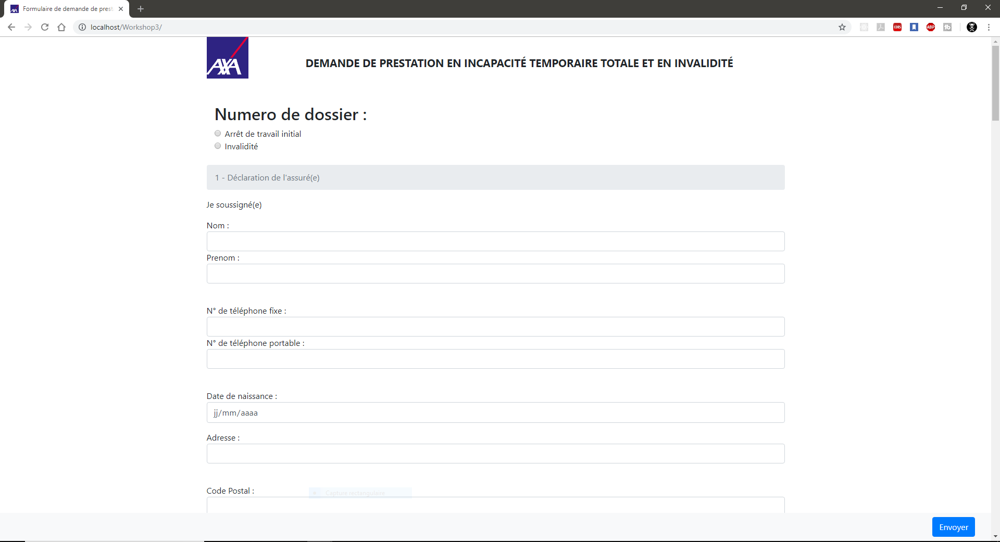 Formulaire de demande de prest
localhost/Workshop3/
CORS
ABP
AXA
DEMANDE DE PRESTATION EN INCAPACITÉ TEMPORAIRE TOTALE ET EN INVALIDITÉ
Numero de dossier :
Arrêt de travail initial
Invalidité
1 - Déclaration de l'assuré(e)
Je soussigné(e)
Nom :
Prenom :
N° de téléphone fixe :
N° de téléphone portable :
Date de naissance :
jj/mm/aaaa
Adresse :
Code Postal :
Capture rectangulaire
Envoyer